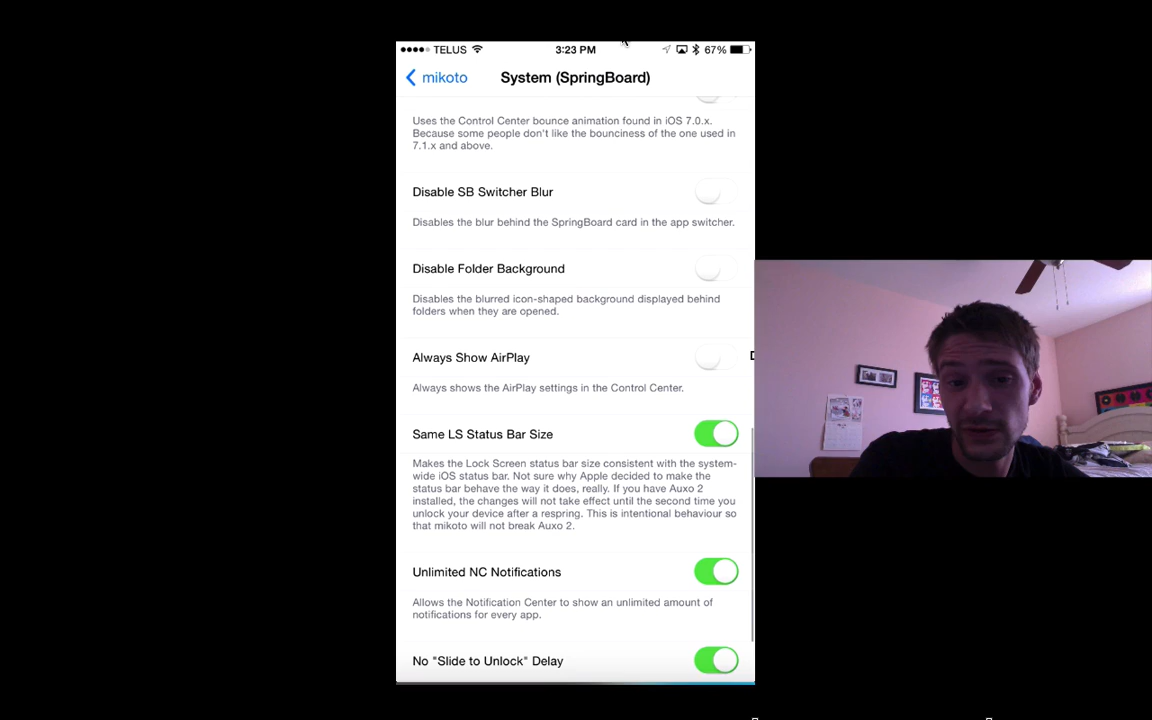 TELUS 3:23 PM 67%
mikoto System (SpringBoard)
Uses the Control Center bounce animation found in iOS 7.0.x.
Because some people don't like the bounciness of the one used in
7.1.x and above.
Disable SB Switcher Blur
Disables the blur behind the SpringBoard card in the app switcher.
Disable Folder Background
Disables the blurred icon-shaped background displayed behind
folders when they are opened.
Always Show AirPlay
Always shows the AirPlay settings in the Control Center.
Same LS Status Bar Size
Makes the Lock Screen status bar size consistent with the system-
wide iOS status bar. Not sure why Apple decided to make the
status bar behave the way it does, really. If you have Auxo 2
installed, the changes will not take effect until the second time you
unlock your device after a respring. This is intentional behaviour so
that mikoto will not break Auxo 2.
Unlimited NC Notifications
Allows the Notification Center to show an unlimited amount of
notifications for every app.
No "Slide to Unlock" Delay